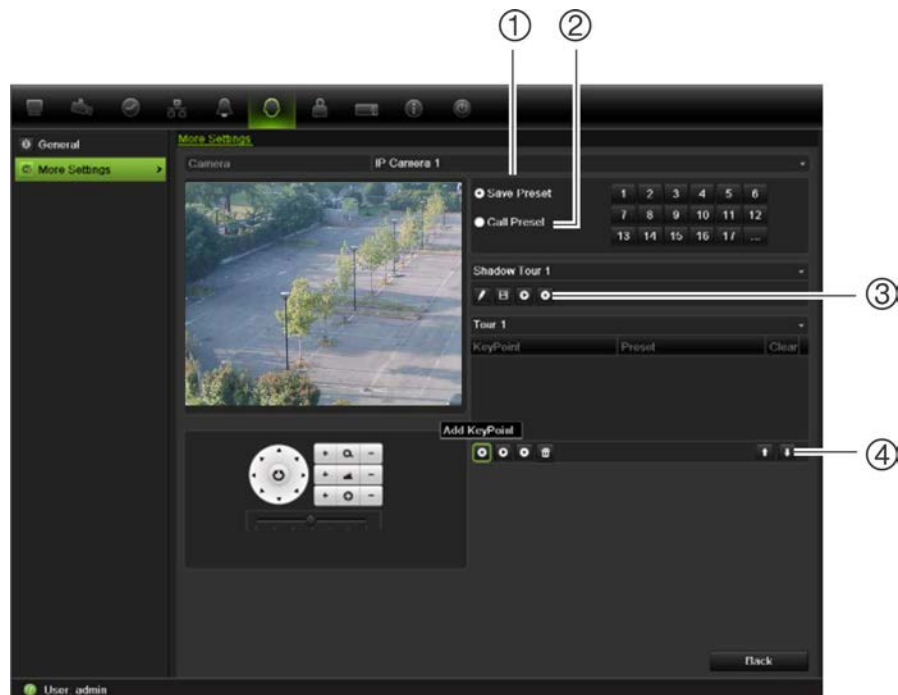 ① ②
General
More Settings
More Settings
Camera IP Camera 1
Save Preset
Call Preset
1 2 3 4 5 6
7 8 9 10 11 12
13 14 15 16 17 ...
Shadow Tour 1
③
Tour 1
KeyPoint Preset Clear
Add KeyPoint
④
Back
User admin